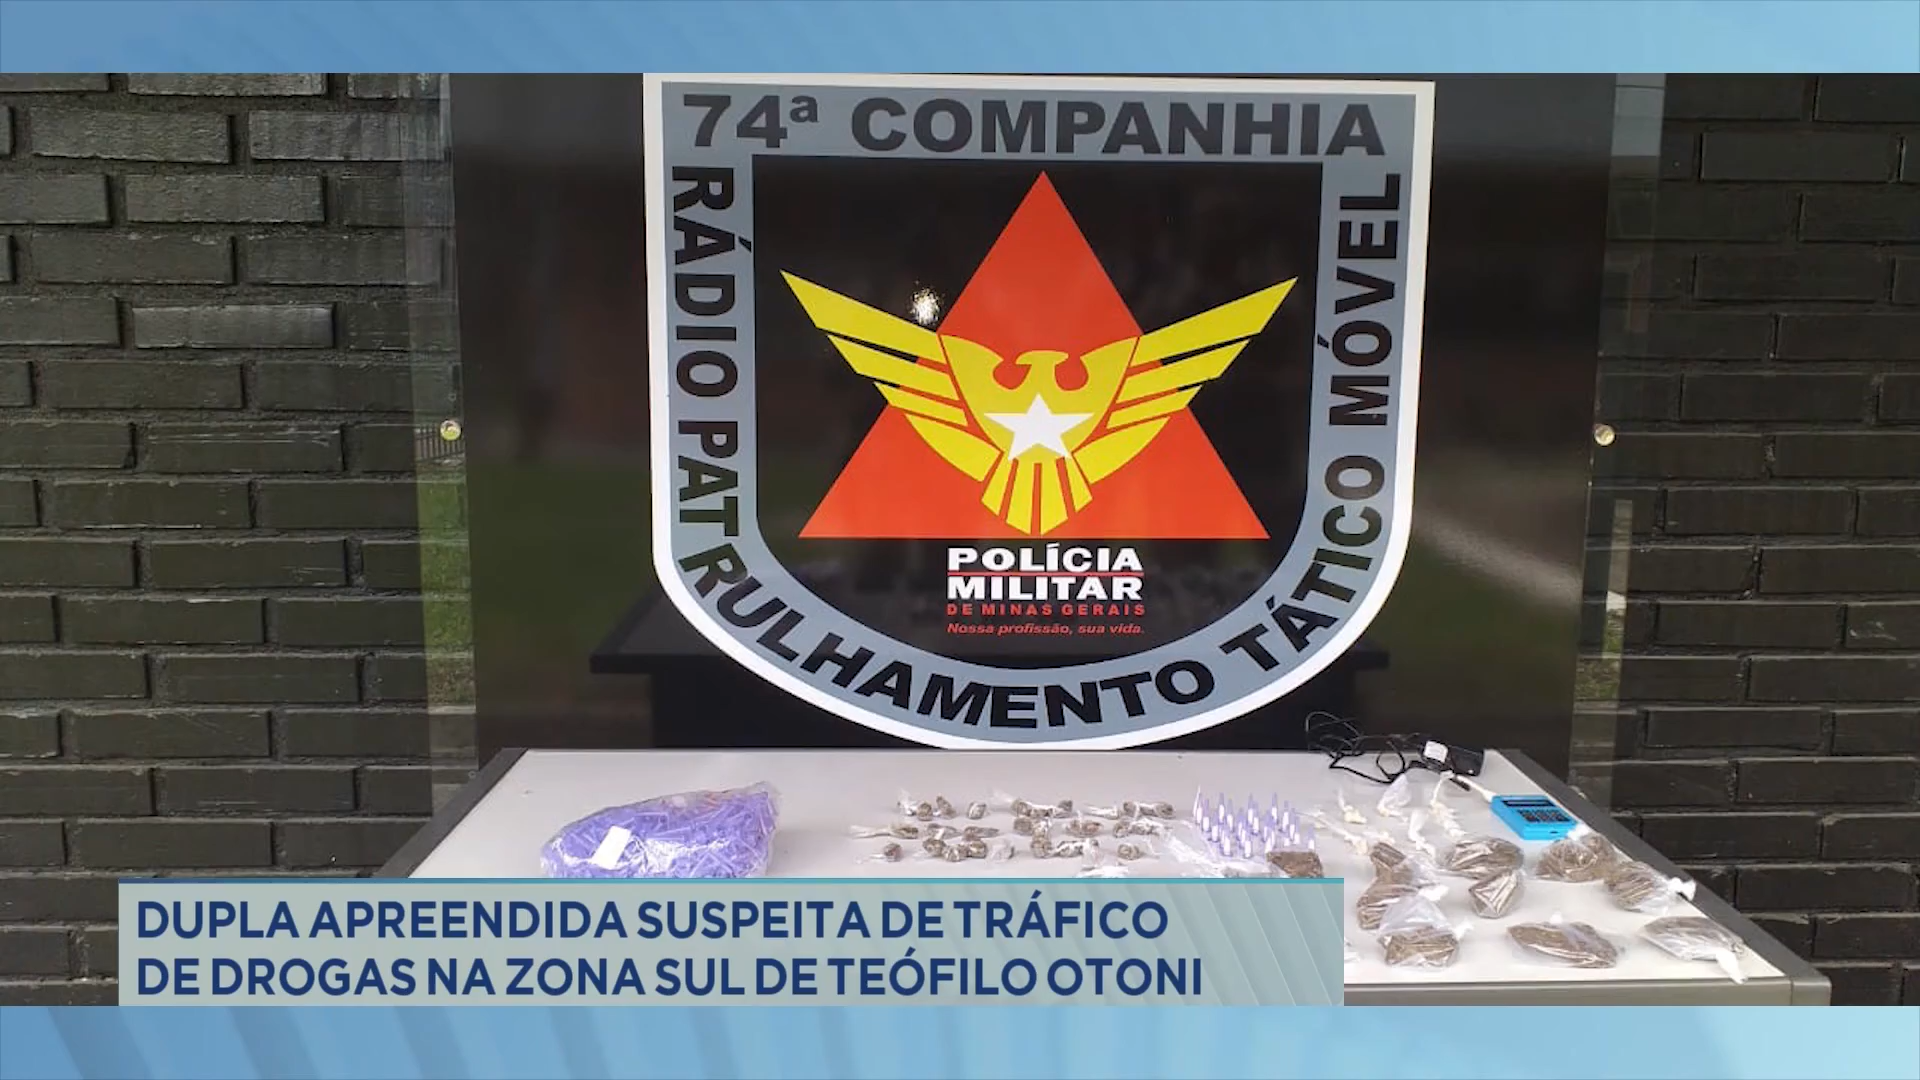 74ª COMPANHIA
RÁDIO PATRULHAMENTO TÁTICO MÓVEL
POLÍCIA
MILITAR
DE MINAS GERAIS
Nossa profissão, sua vida.
DUPLA APREENDIDA SUSPEITA DE TRÁFICO
DE DROGAS NA ZONA SUL DE TEÓFILO OTONI